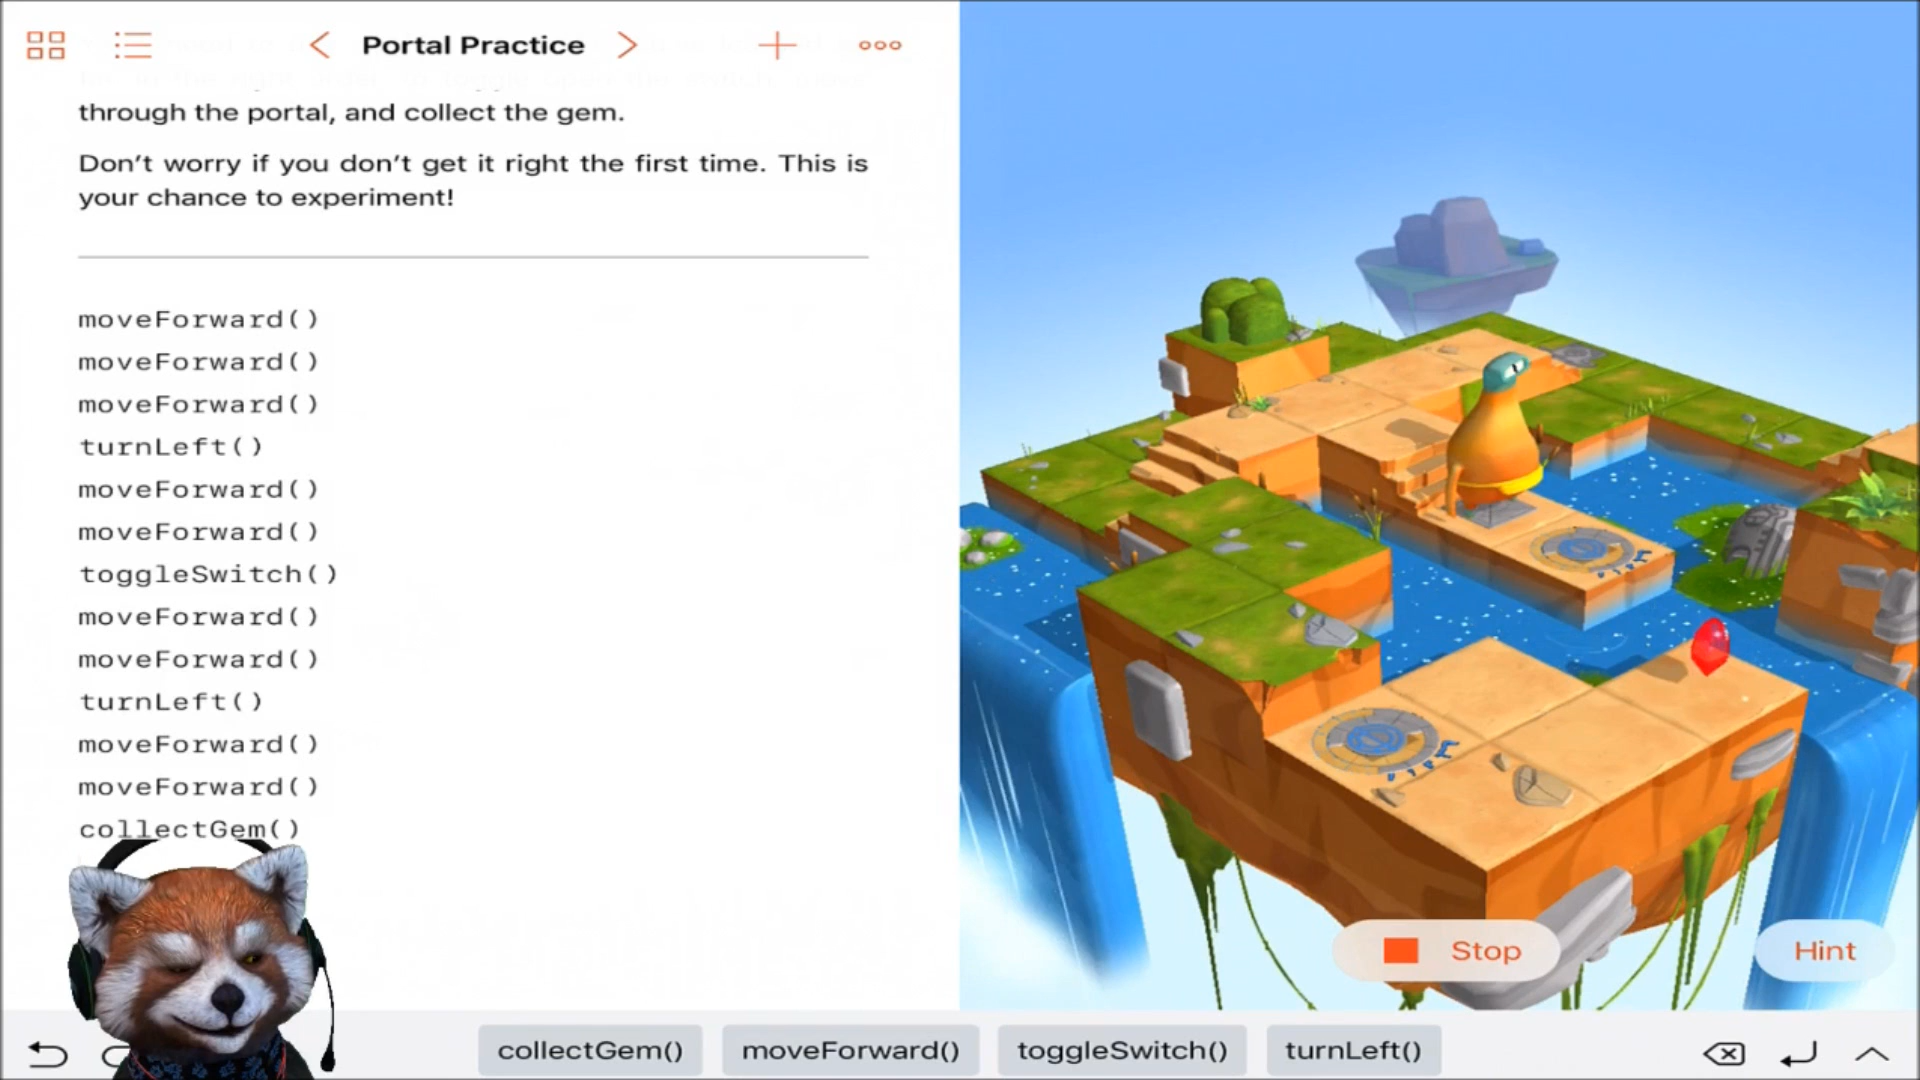 Portal Practice
through the portal, and collect the gem.
Don't worry if you don't get it right the first time. This is
your chance to experiment!
moveForward()
moveForward()
moveForward()
turnLeft()
moveForward()
moveForward()
toggleSwitch()
moveForward()
moveForward()
turnLeft()
moveForward()
moveForward()
collectGem()
Stop
Hint
collectGem()
moveForward()
toggleSwitch()
turnLeft()